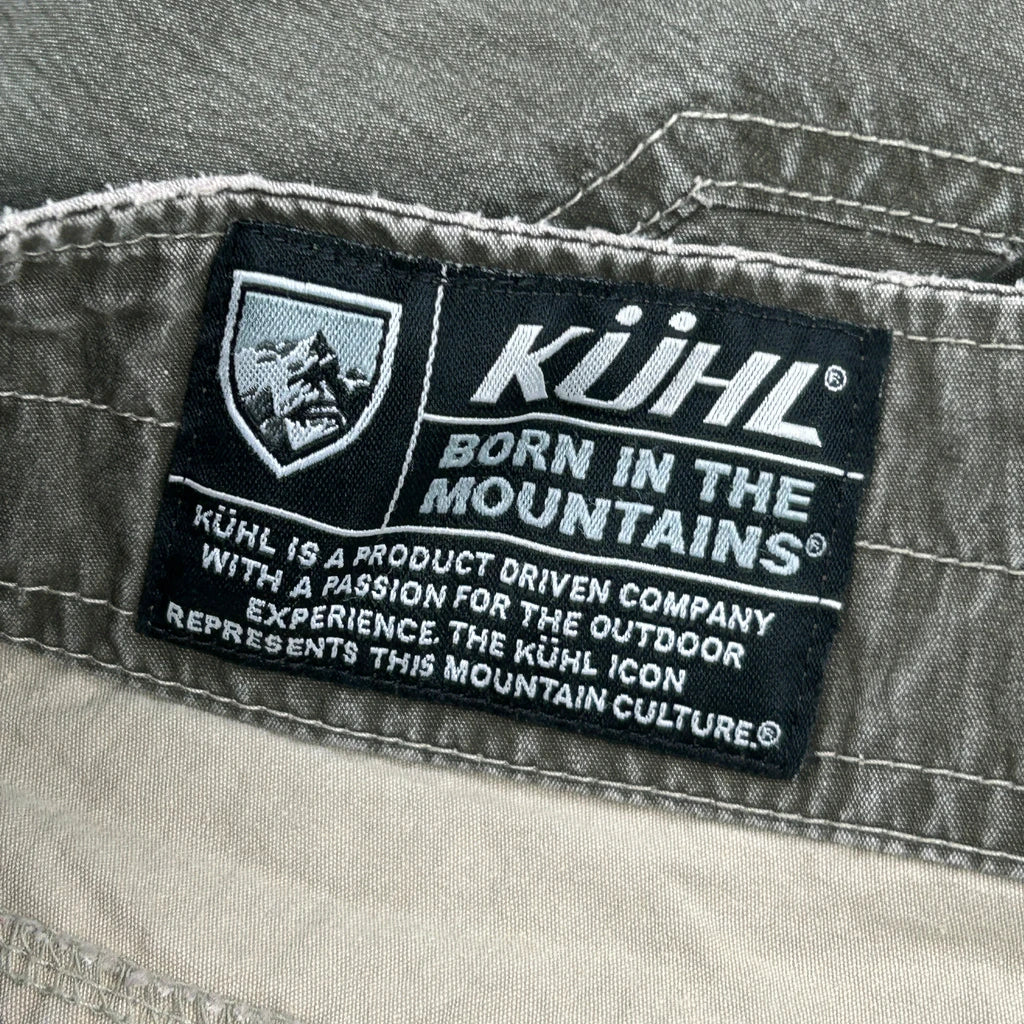 KÜHL®
BORN IN THE
MOUNTAINS®
KÜHL IS A PRODUCT DRIVEN COMPANY
WITH A PASSION FOR THE OUTDOOR
EXPERIENCE. THE KÜHL ICON
REPRESENTS THIS MOUNTAIN CULTURE.®